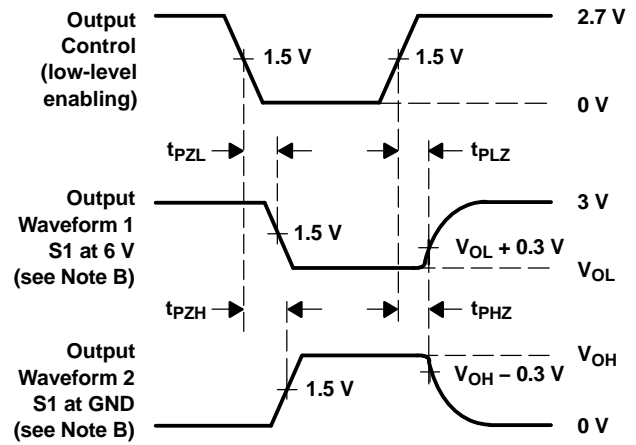 Output
Control
(low-level
enabling)
1.5 V
1.5 V
2.7 V
0 V
tPZL
tPLZ
Output
Waveform 1
S1 at 6 V
(see Note B)
1.5 V
3 V
VOL + 0.3 V
VOL
tPZH
tPHZ
Output
Waveform 2
S1 at GND
(see Note B)
1.5 V
VOH
VOH – 0.3 V
0 V